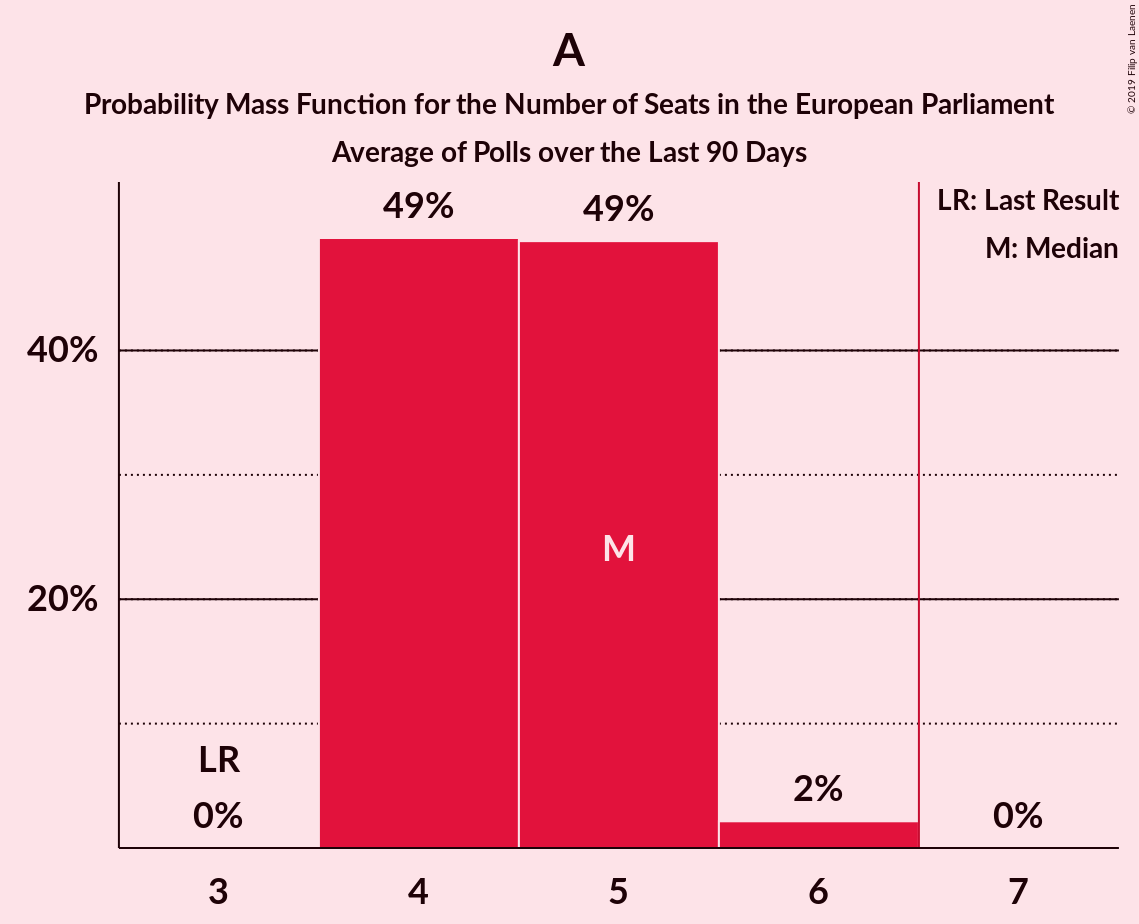 A
Probability Mass Function for the Number of Seats in the European Parliament
Average of Polls over the Last 90 Days
© 2019 Filip van Laenen
LR: Last Result
M: Median
49%
49%
40%
M
20%
LR
0%
2%
0%
3
4
5
6
7